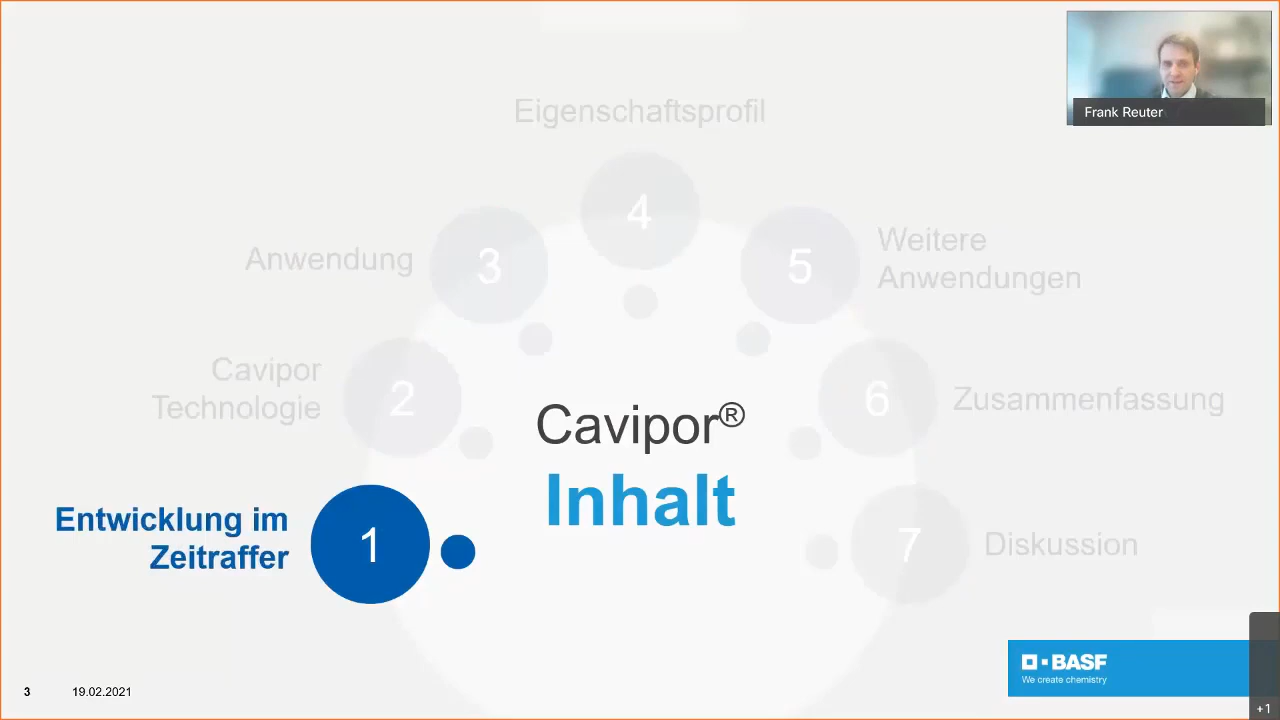 Frank Reuter
Eigenschaftsprofil
4
Anwendung
3
5
Weitere
Anwendungen
Cavipor
Technologie
2
6
Zusammenfassung
Cavipor®
Inhalt
Entwicklung im
Zeitraffer
1
7
Diskussion
BASF
We create chemistry
3
19.02.2021
+1